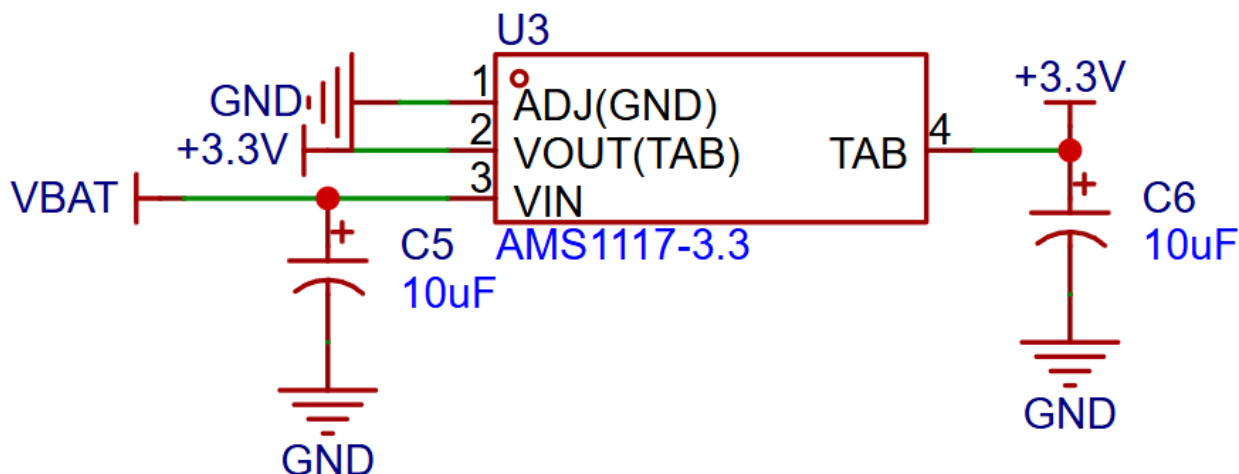 U3
GND
1
ADJ(GND)
+3.3V
+3.3V
2
VOUT(TAB)
TAB
4
VBAT
3
VIN
C5
10uF
AMS1117-3.3
C6
10uF
GND
GND